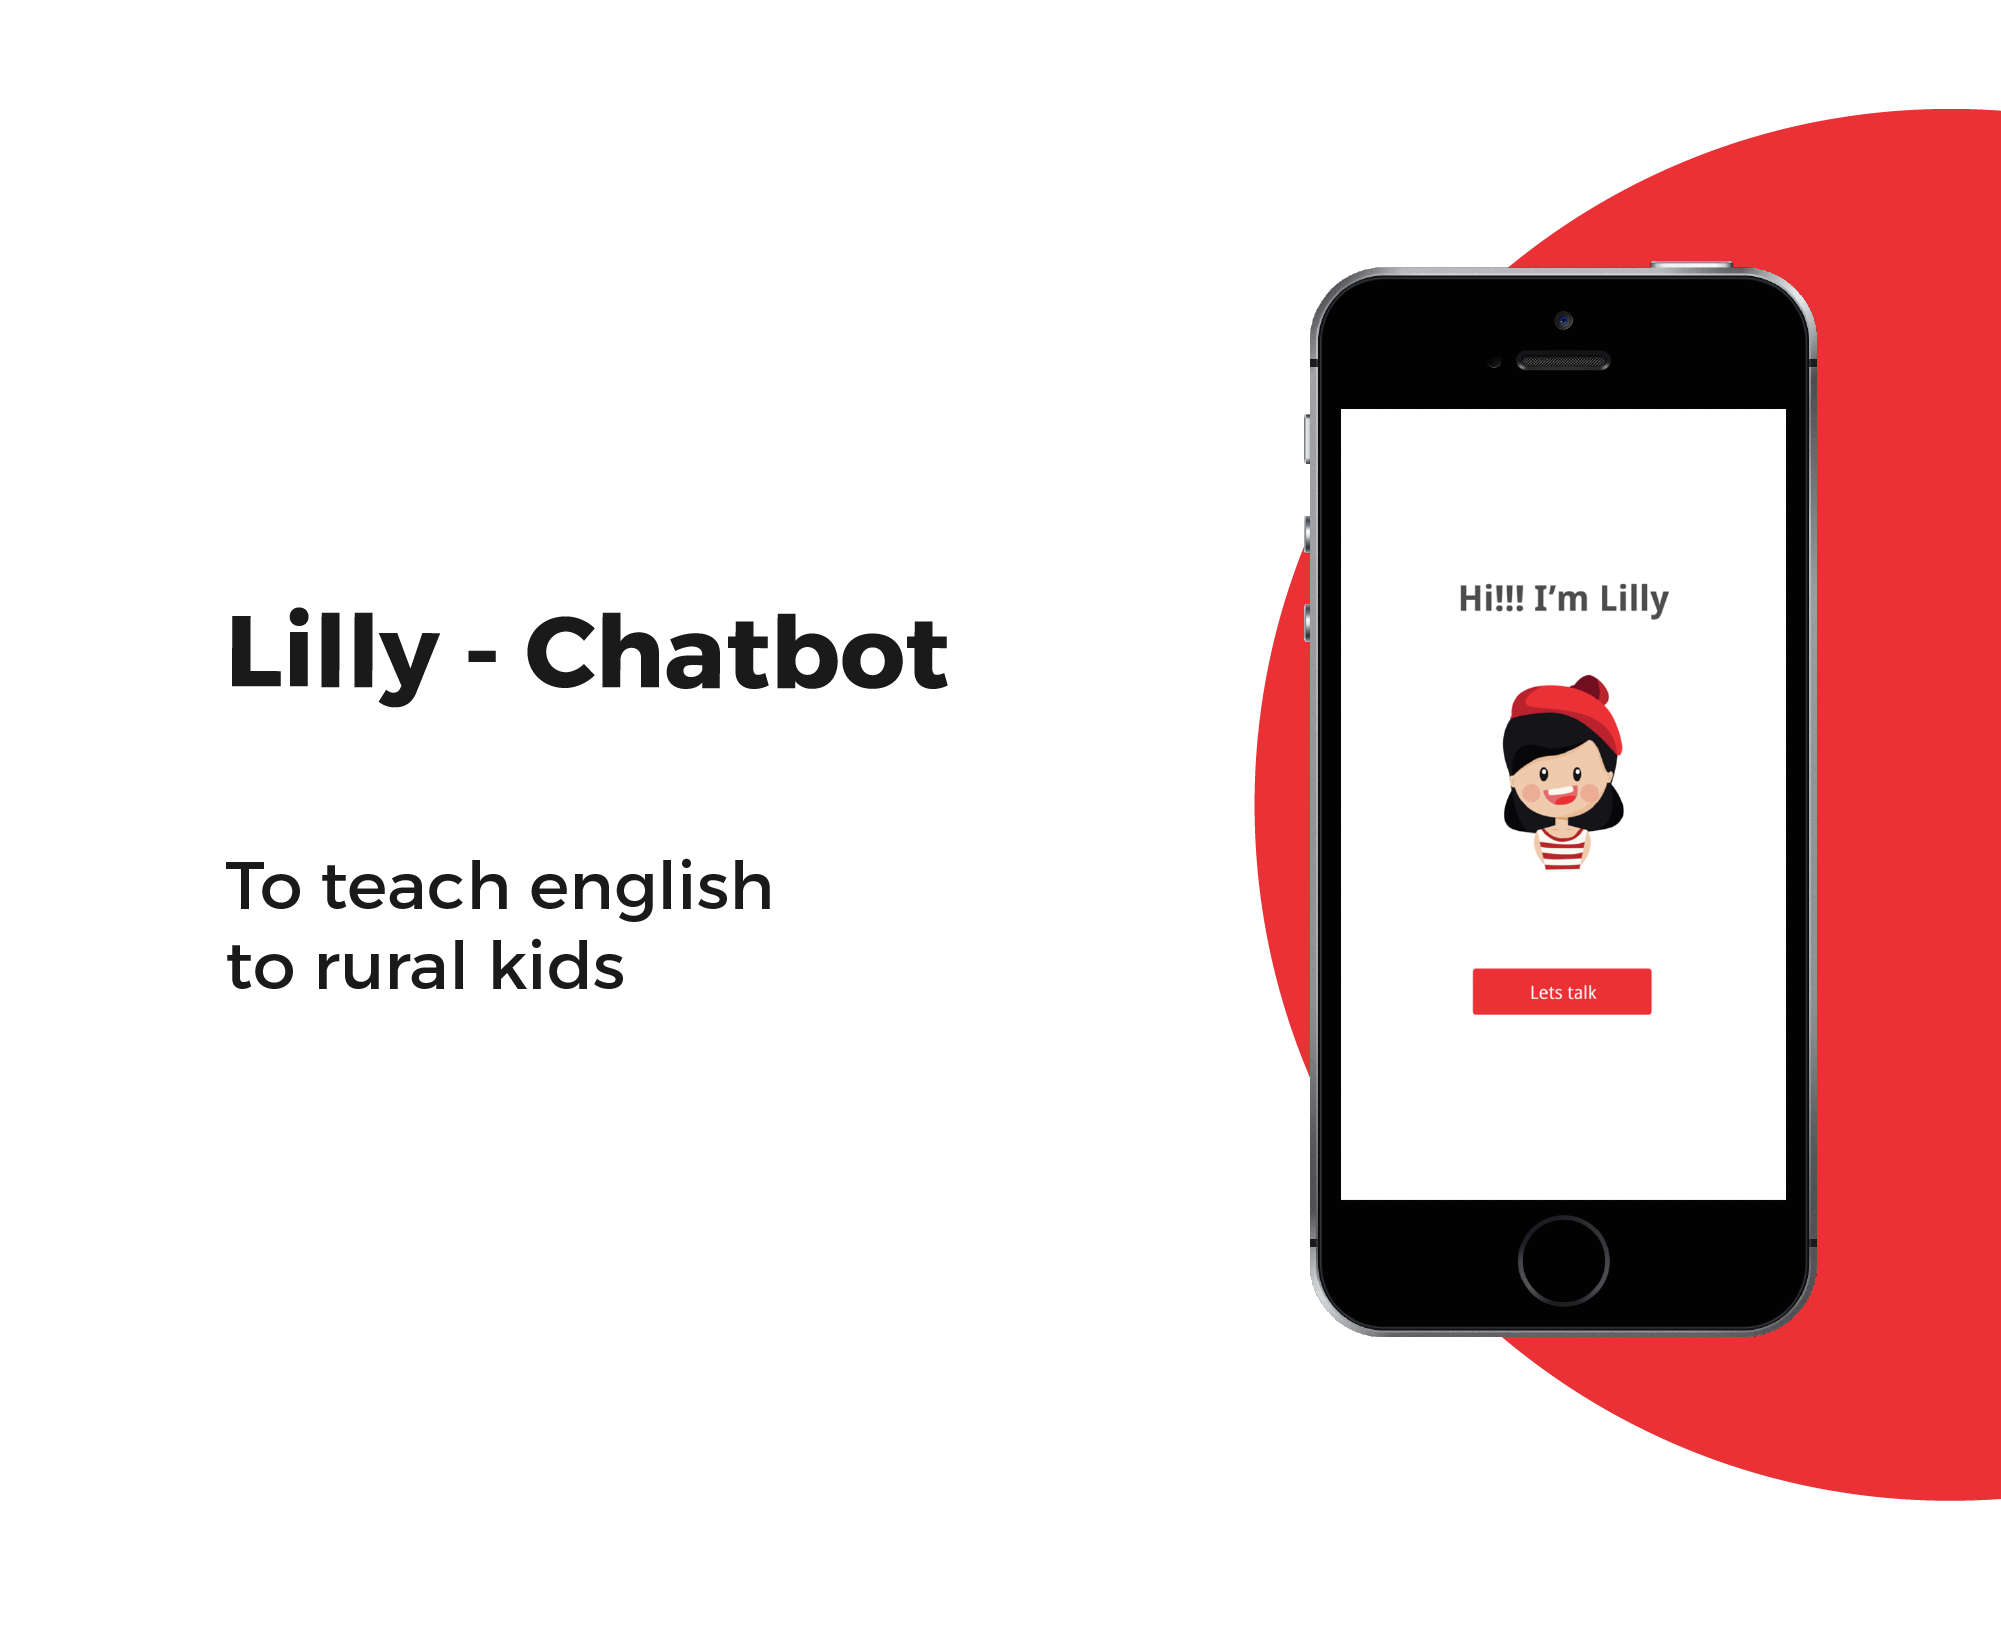 Lilly - Chatbot
To teach english
to rural kids
Hi!!! I’m Lilly
Lets talk